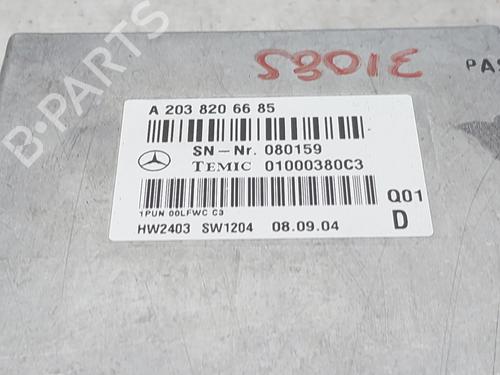 31085
PAS
A 203 820 66 85
SN-Nr. 080159
TEMIC 01000380C3
1PUN 00LFWC C3
Q01
HW2403 SW1204 08.09.04
D
B-PARTS